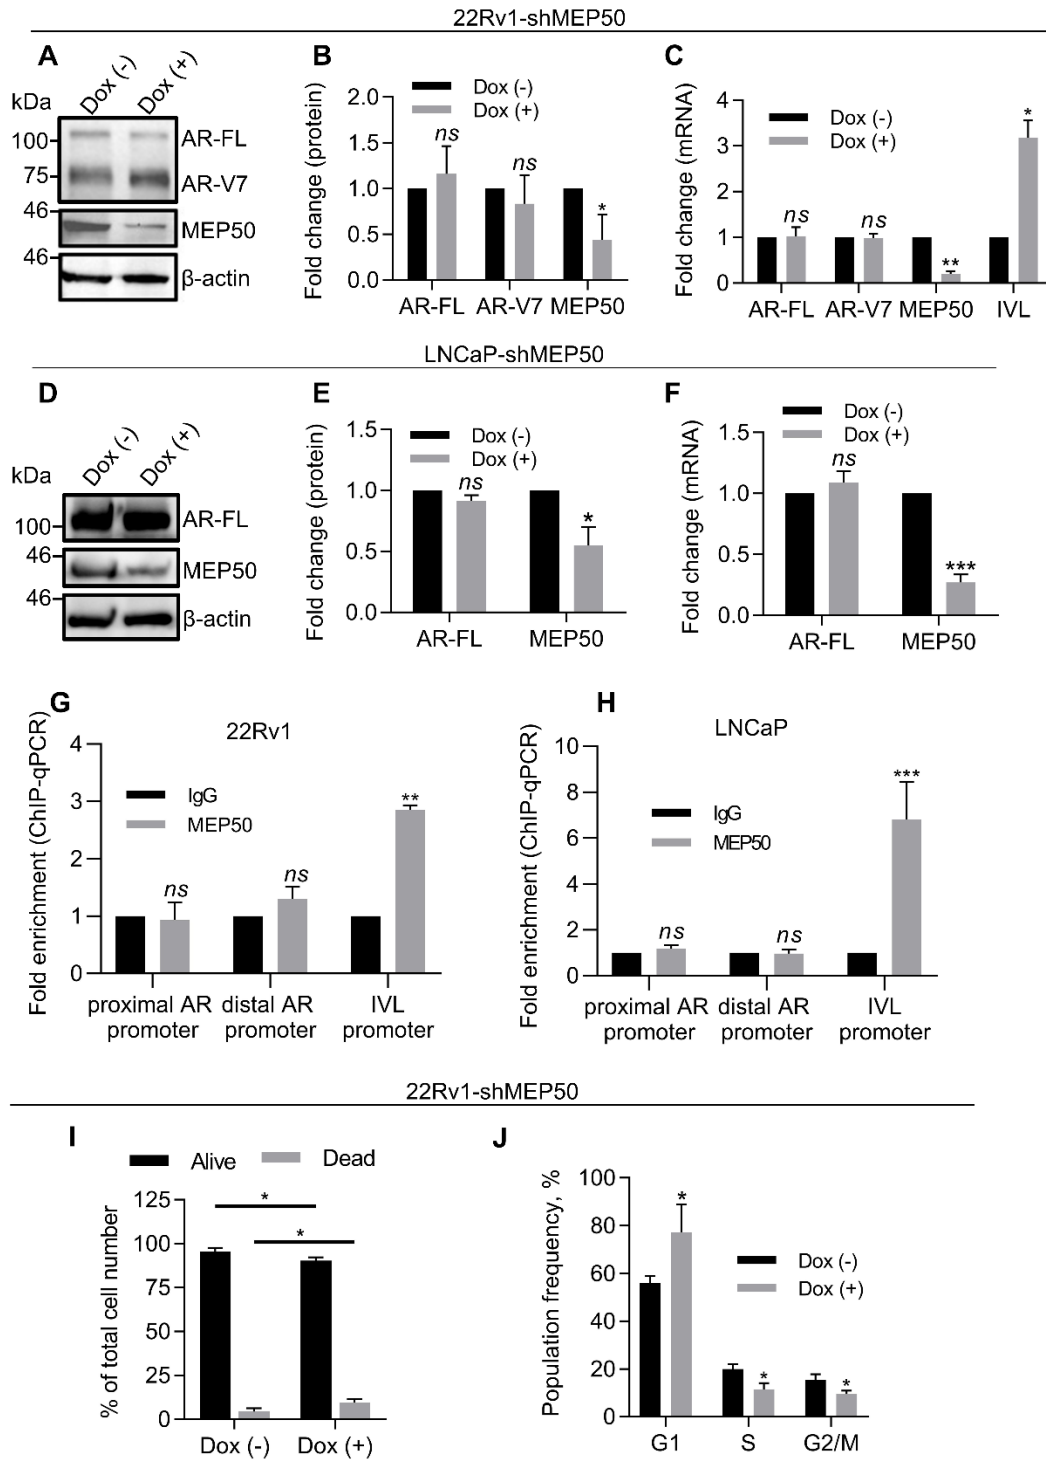 22Rv1-shMEP50
A
Dox (-)
Dox (+)
kDa
100
75
46
46
AR-FL
AR-V7
MEP50
β-actin
B
Dox (-)
Dox (+)
Fold change (protein)
2.0
1.5
1.0
0.5
0.0
ns
ns
*
AR-FL AR-V7 MEP50
C
Dox (-)
Dox (+)
Fold change (mRNA)
4
3
2
1
0
ns
ns
**
*
AR-FL AR-V7 MEP50 IVL
LNCaP-shMEP50
D
Dox (-)
Dox (+)
kDa
100
46
46
AR-FL
MEP50
β-actin
E
Dox (-)
Dox (+)
Fold change (protein)
1.5
1.0
0.5
0.0
ns
*
AR-FL MEP50
F
Dox (-)
Dox (+)
Fold change (mRNA)
1.5
1.0
0.5
0.0
ns
***
AR-FL MEP50
G
22Rv1
IgG
MEP50
Fold enrichment (ChIP-qPCR)
4
3
2
1
0
ns
ns
**
proximal AR distal AR IVL
promoter promoter promoter
H
LNCaP
IgG
MEP50
Fold enrichment (ChIP-qPCR)
10
8
6
4
2
0
ns
ns
***
proximal AR distal AR IVL
promoter promoter promoter
22Rv1-shMEP50
I
Alive Dead
% of total cell number
125
100
75
50
25
0
*
*
Dox (-) Dox (+)
J
Population frequency, %
100
80
60
40
20
0
Dox (-)
Dox (+)
*
*
*
G1 S G2/M